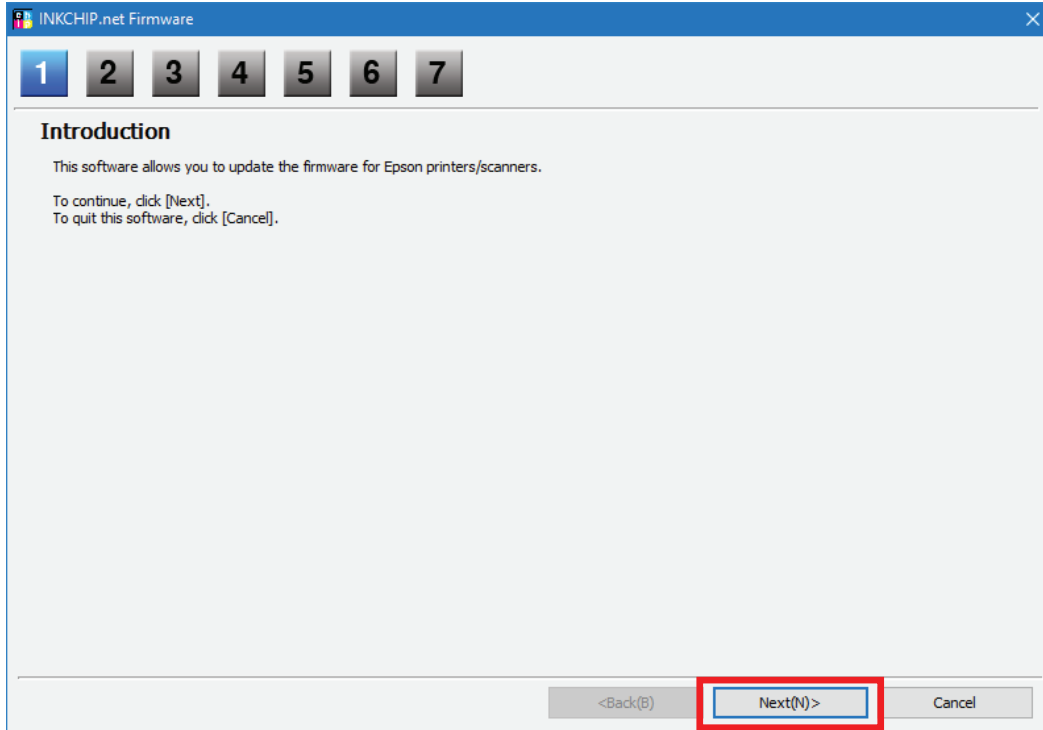 INKCHIP.net Firmware
1 2 3 4 5 6 7
Introduction
This software allows you to update the firmware for Epson printers/scanners.
To continue, click [Next].
To quit this software, click [Cancel].
<Back(B) Next(N)> Cancel